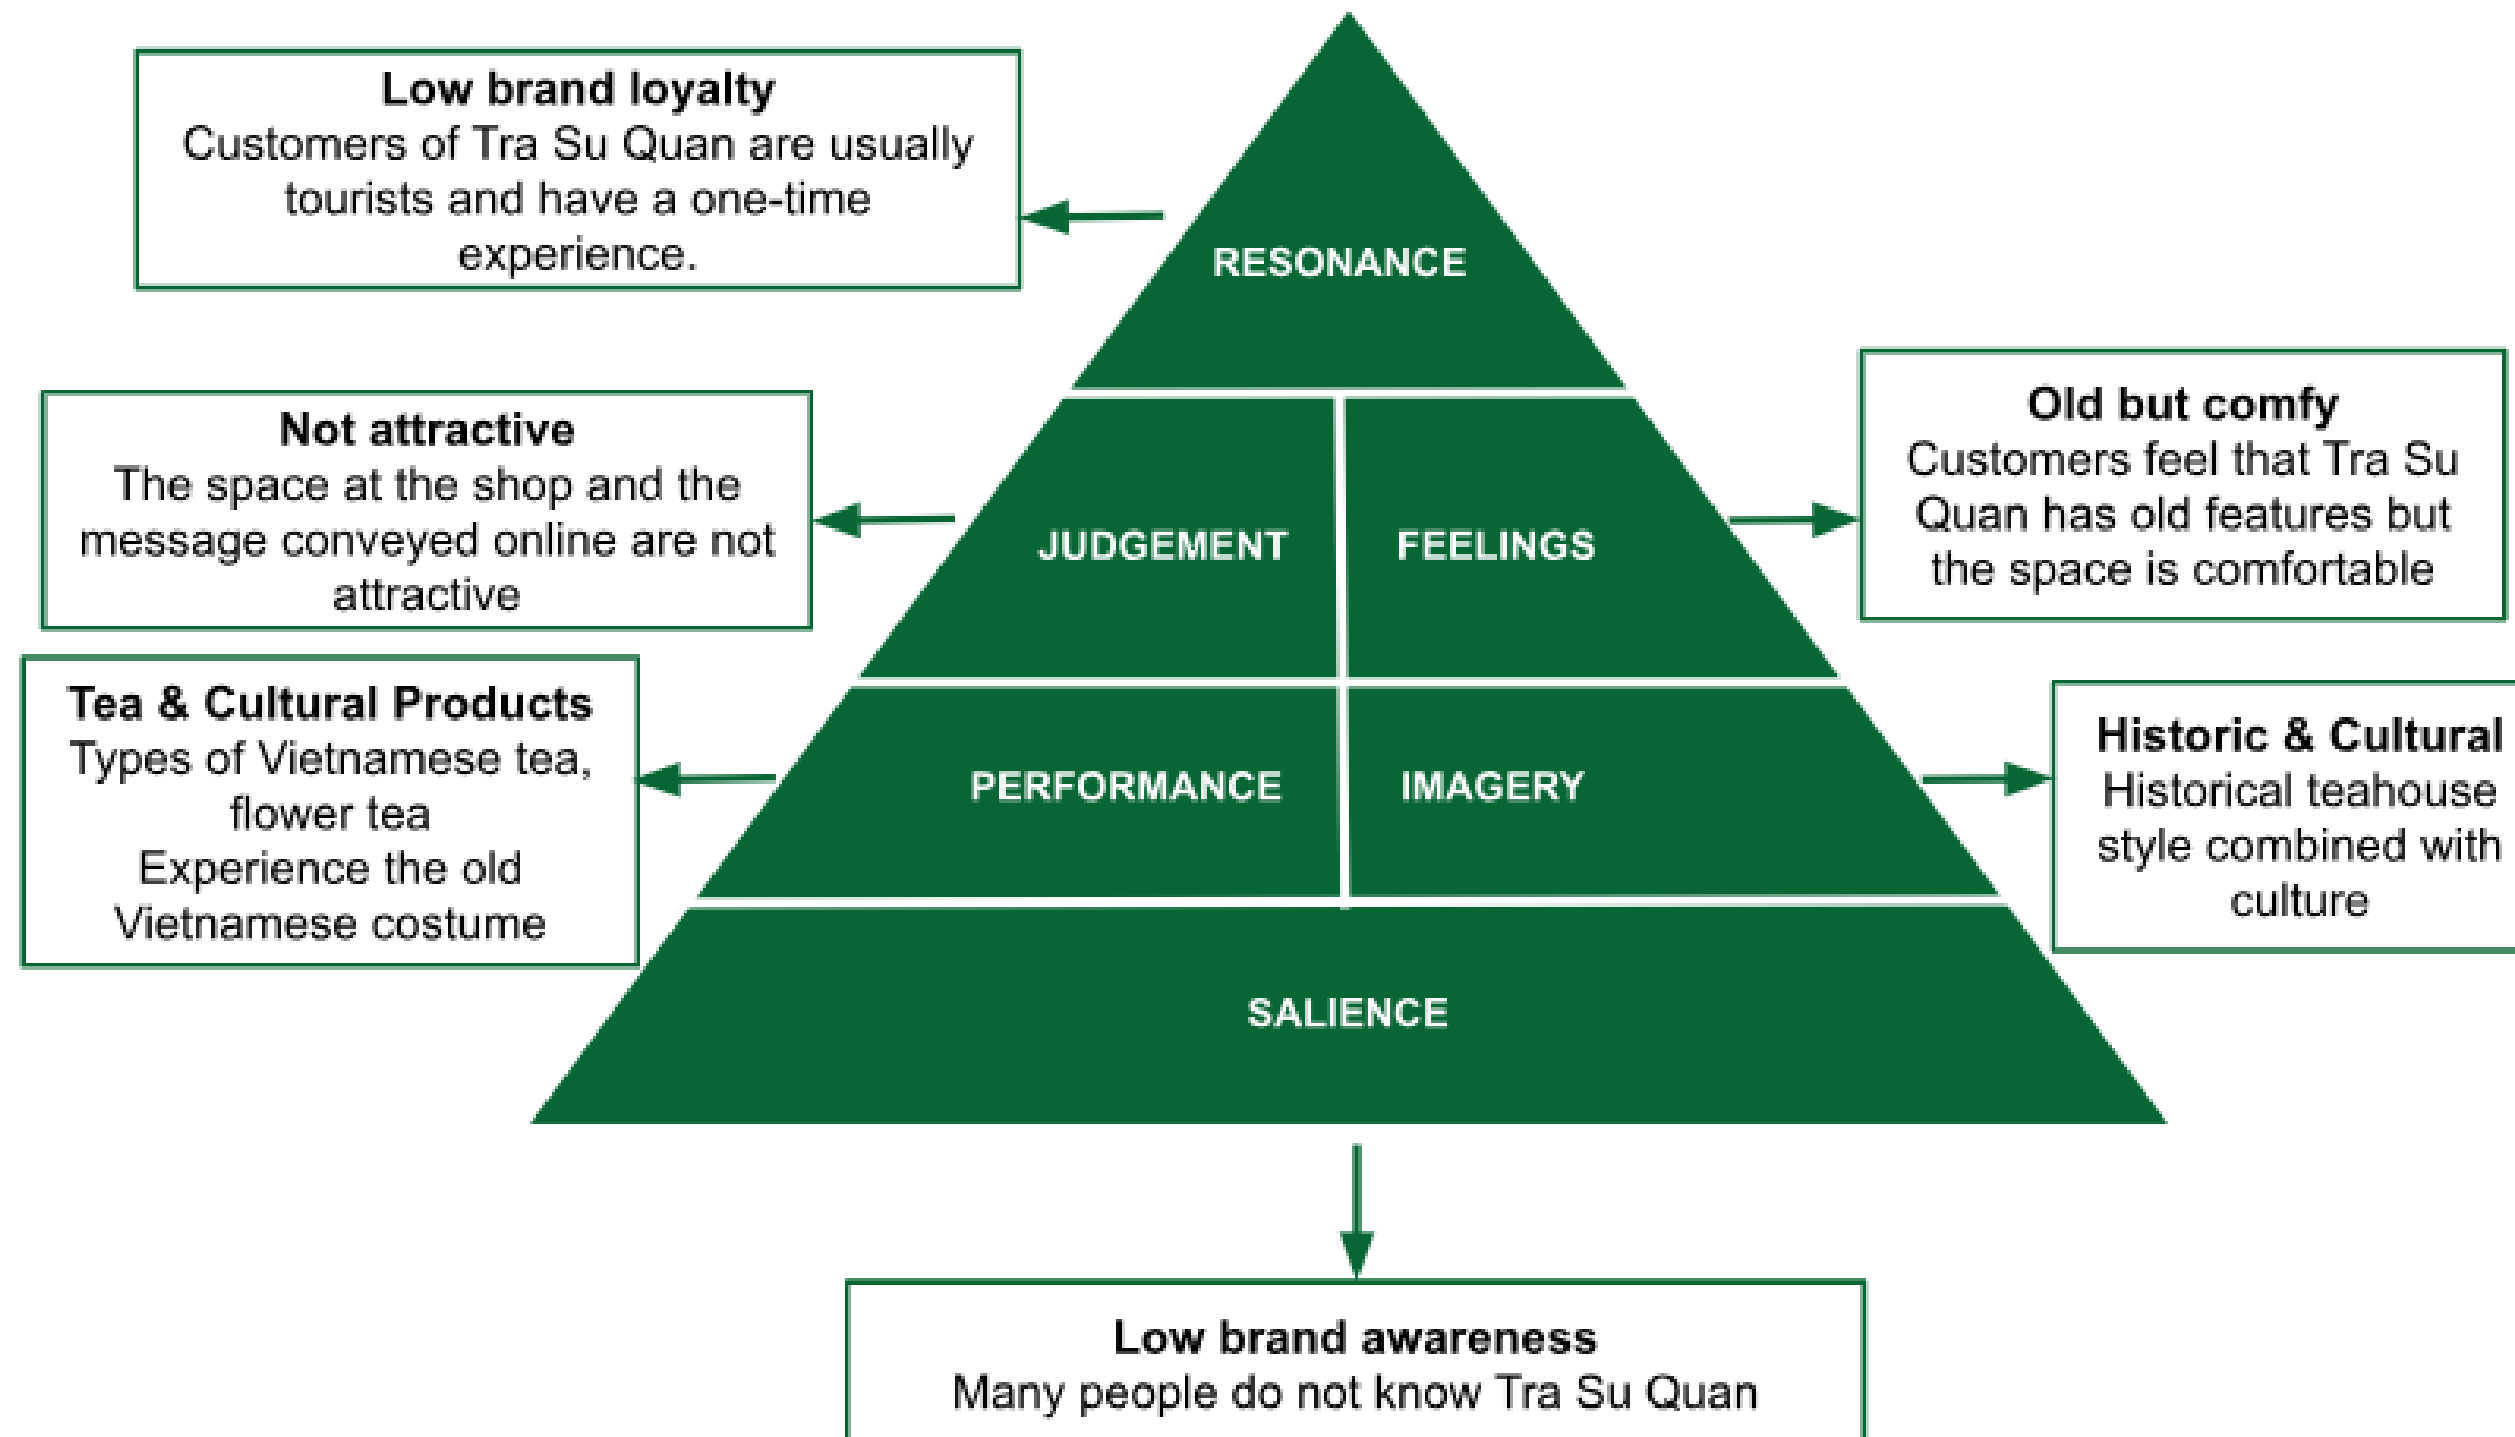 Low brand loyalty
Customers of Tra Su Quan are usually
tourists and have a one-time
experience.
RESONANCE
Not attractive
The space at the shop and the
message conveyed online are not
attractive
JUDGEMENT
FEELINGS
Old but comfy
Customers feel that Tra Su
Quan has old features but
the space is comfortable
Tea & Cultural Products
Types of Vietnamese tea,
flower tea
Experience the old
Vietnamese costume
PERFORMANCE
IMAGERY
Historic & Cultural
Historical teahouse
style combined with
culture
SALIENCE
Low brand awareness
Many people do not know Tra Su Quan